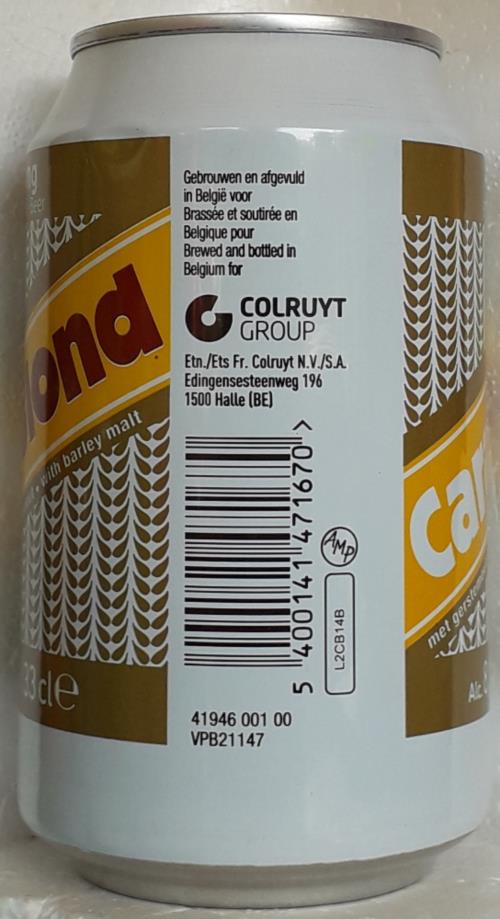 Gebrouwen en afgevuld
in België voor
Brassée et soutirée en
Belgique pour
Brewed and bottled in
Belgium for
COLRUYT
GROUP
Etn./Ets Fr. Colruyt N.V./S.A.
Edingensesteenweg 196
1500 Halle (BE)
5 400141 471670 >
AMP
L2CB14B
41946 001 00
VPB21147
ond
with barley malt
33 cl e
Car
met gerste
Alc.